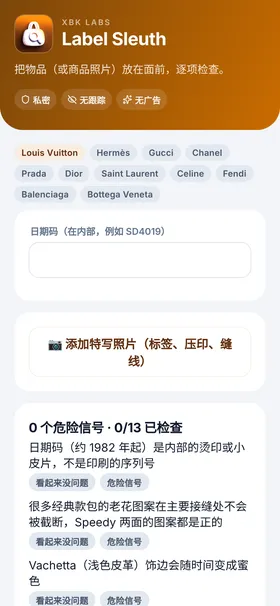 XBK LABS
Label Sleuth
把物品（或商品照片）放在面前，逐项检查。
私密
无跟踪
无广告
Louis Vuitton
Hermès
Gucci
Chanel
Prada
Dior
Saint Laurent
Celine
Fendi
Balenciaga
Bottega Veneta
日期码（在内部，例如 SD4019）
📷 添加特写照片（标签、压印、缝
线）
0 个危险信号 · 0/13 已检查
日期码（约 1982 年起）是内部的烫印或小
皮片，不是印刷的序列号
看起来没问题
危险信号
很多经典款包的老花图案在主要接缝处不会
被截断，Speedy 两面的图案都是正的
看起来没问题
危险信号
Vachetta（浅色皮革）饰边会随时间变成蜜
色
看起来没问题
危险信号